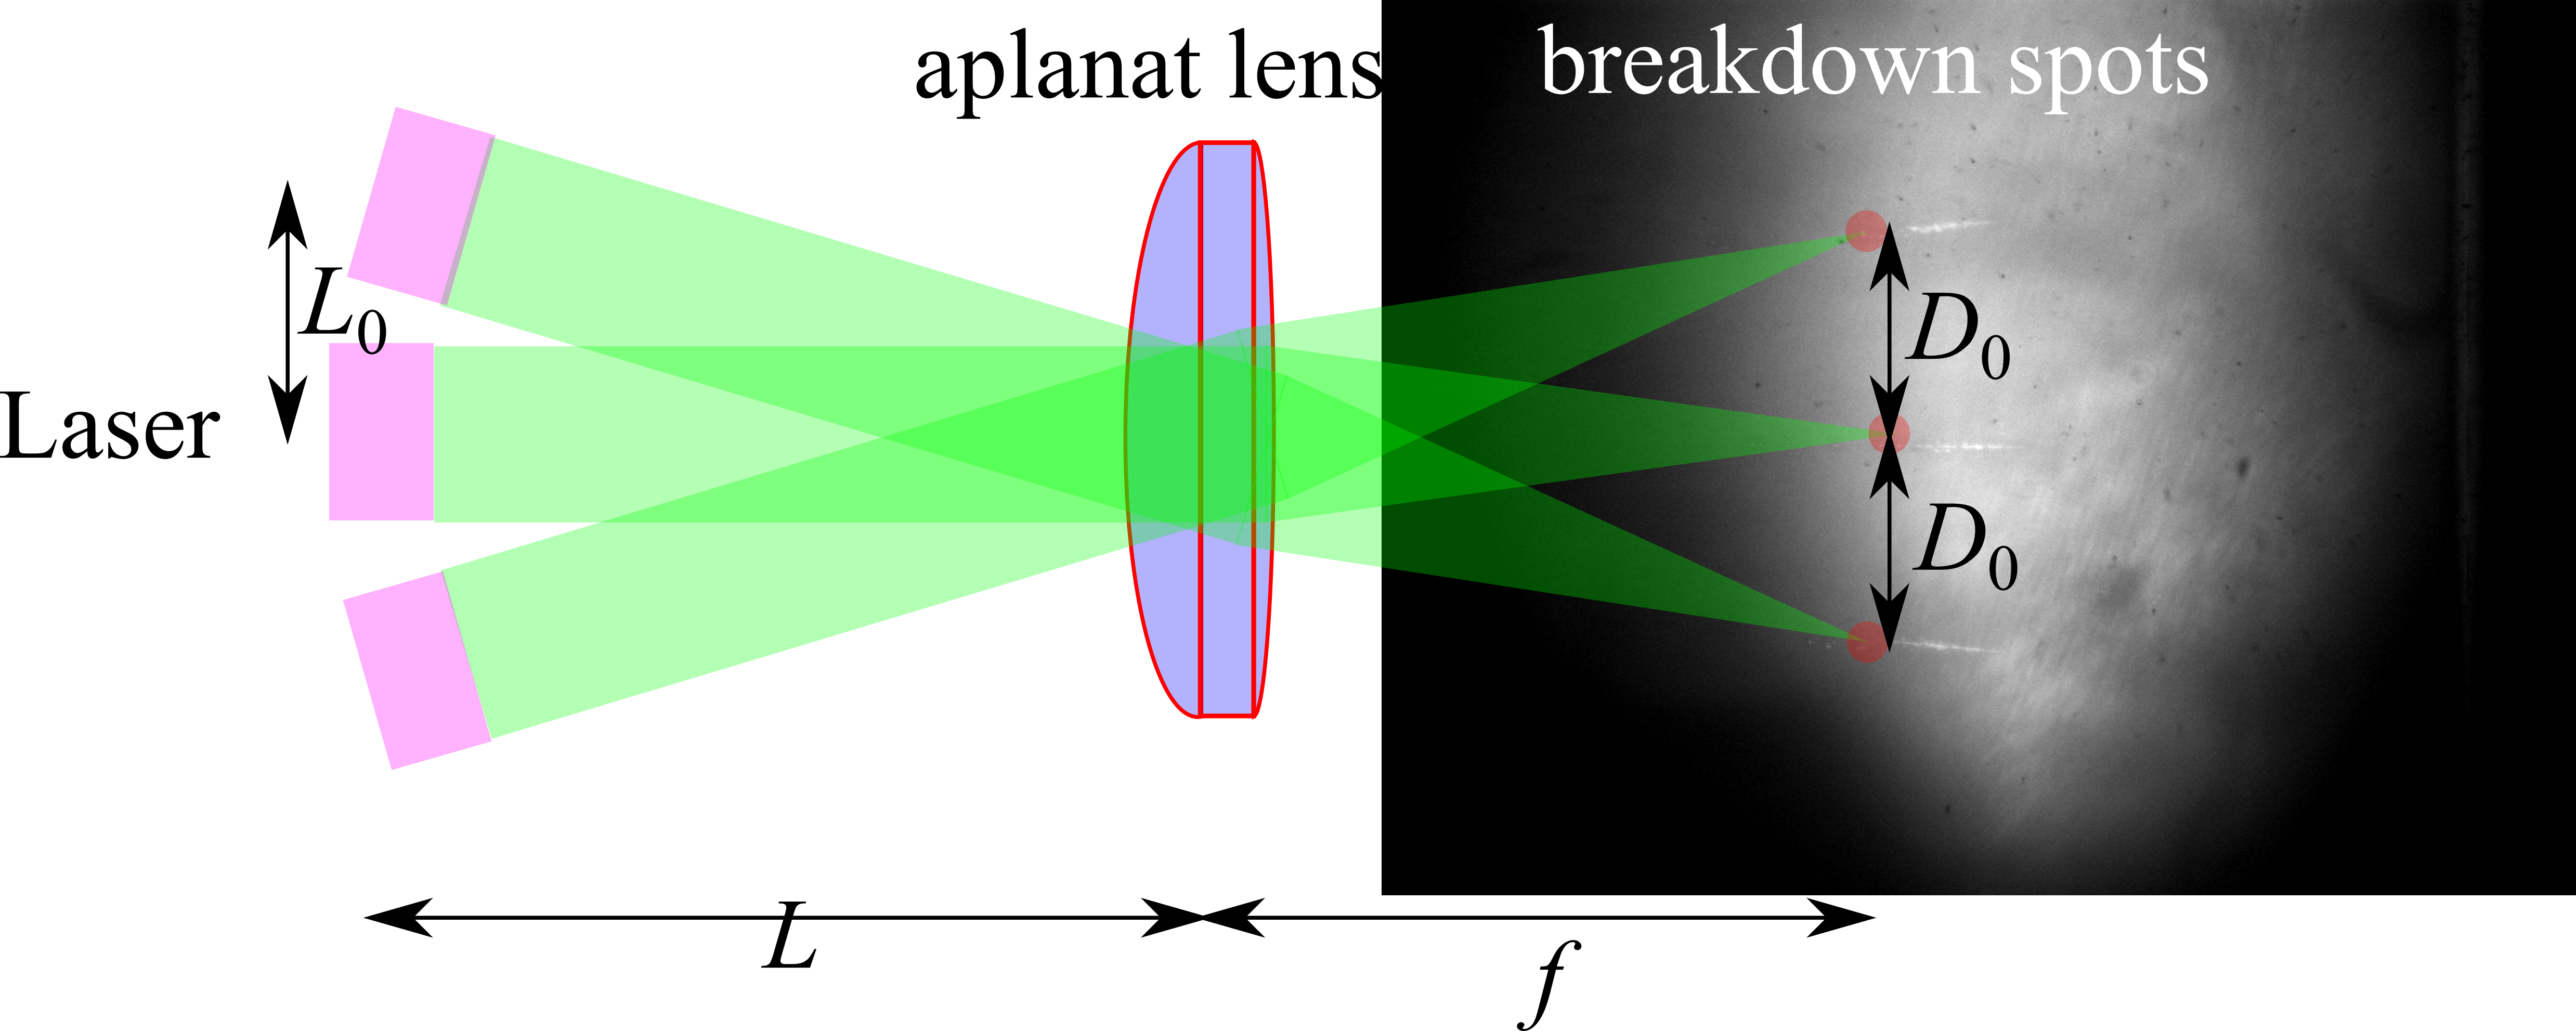 aplanat lens
breakdown spots
L0
D0
Laser
D0
L
f